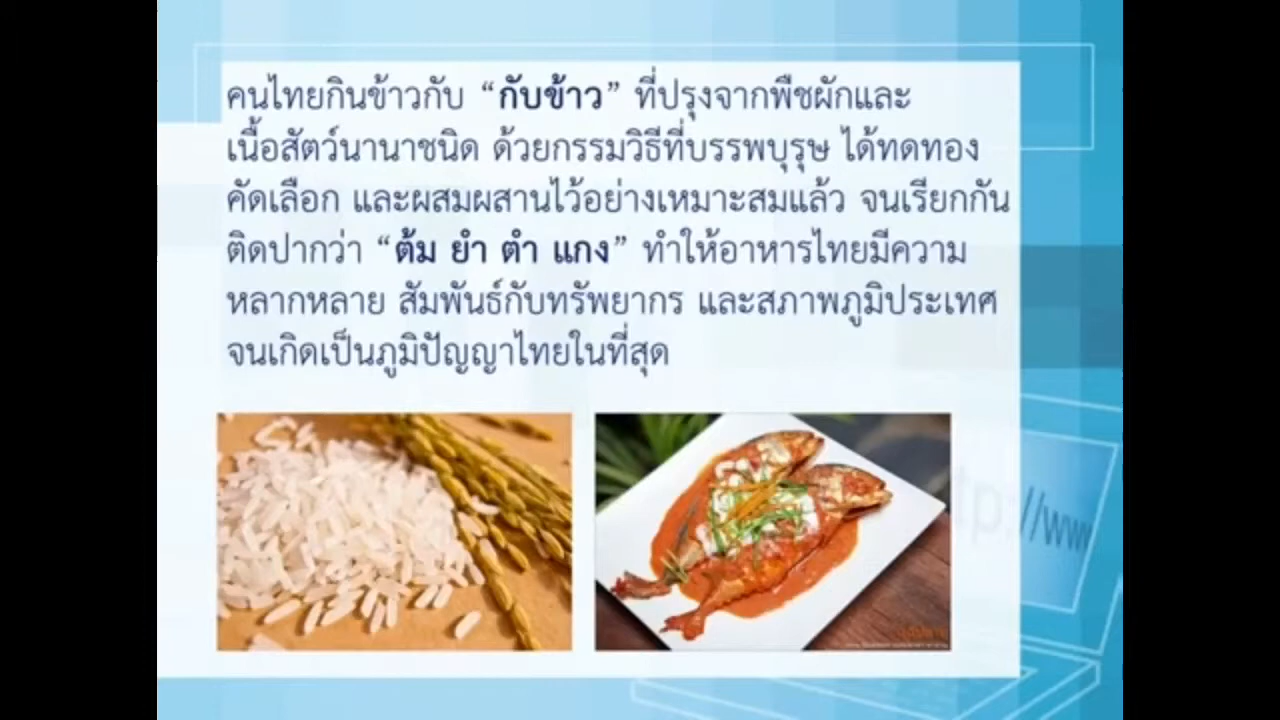 คนไทยกินข้าวกับ “กับข้าว” ที่ปรุงจากพืชผักและ
เนื้อสัตว์นานาชนิด ด้วยกรรมวิธีที่บรรพบุรุษ ได้ทดทอง
คัดเลือก และผสมผสานไว้อย่างเหมาะสมแล้ว จนเรียกกัน
ติดปากว่า “ต้ม ยำ ตำ แกง” ทำให้อาหารไทยมีความ
หลากหลาย สัมพันธ์กับทรัพยากร และสภาพภูมิประเทศ
จนเกิดเป็นภูมิปัญญาไทยในที่สุด
tp://www